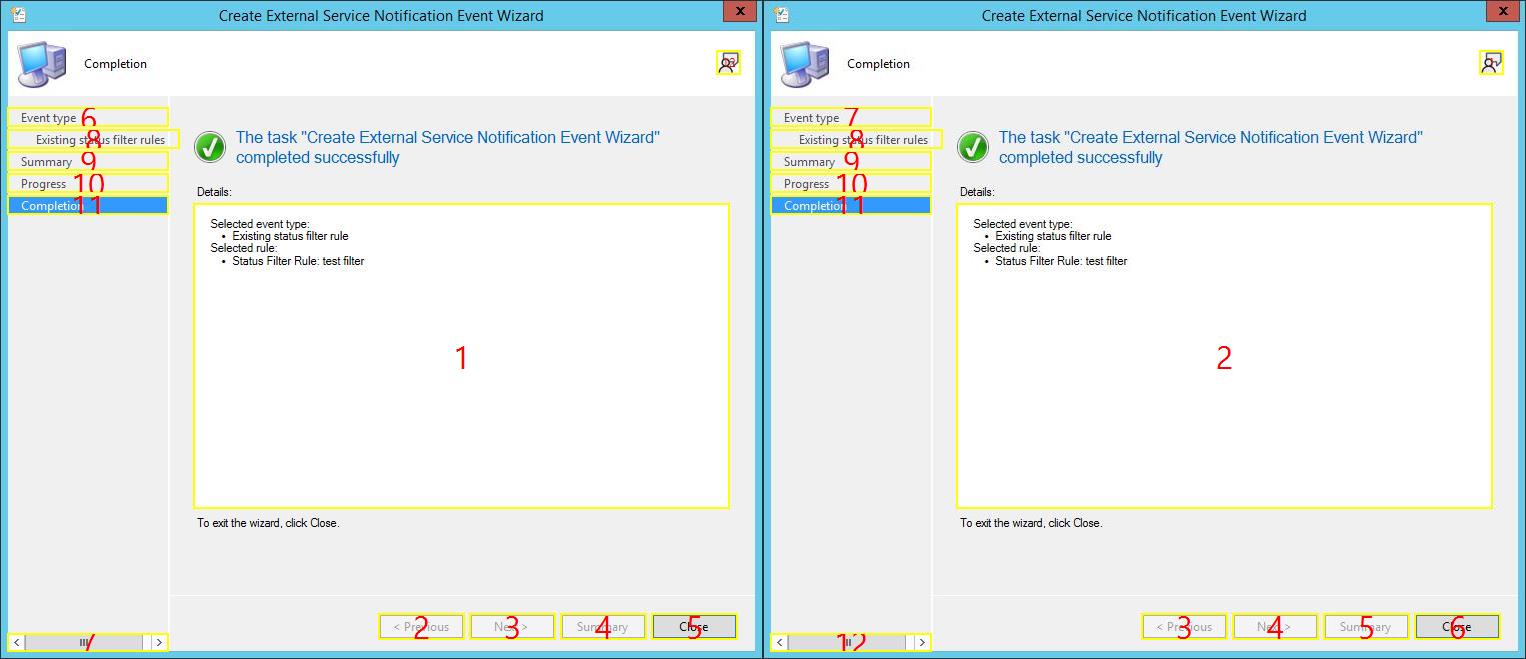 Create External Service Notification Event Wizard
Completion
Event type 6
Existing status filter rules 8
Summary 9
Progress 10
Completion 11
The task "Create External Service Notification Event Wizard"
completed successfully
Details:
Selected event type:
• Existing status filter rule
Selected rule:
• Status Filter Rule: test filter
1
To exit the wizard, click Close.
7
< Previous 2
Next > 3
Summary 4
Close 5
Create External Service Notification Event Wizard
Completion
Event type 7
Existing status filter rules 8
Summary 9
Progress 10
Completion 11
The task "Create External Service Notification Event Wizard"
completed successfully
Details:
Selected event type:
• Existing status filter rule
Selected rule:
• Status Filter Rule: test filter
2
To exit the wizard, click Close.
12
< Previous 3
Next > 4
Summary 5
Close 6